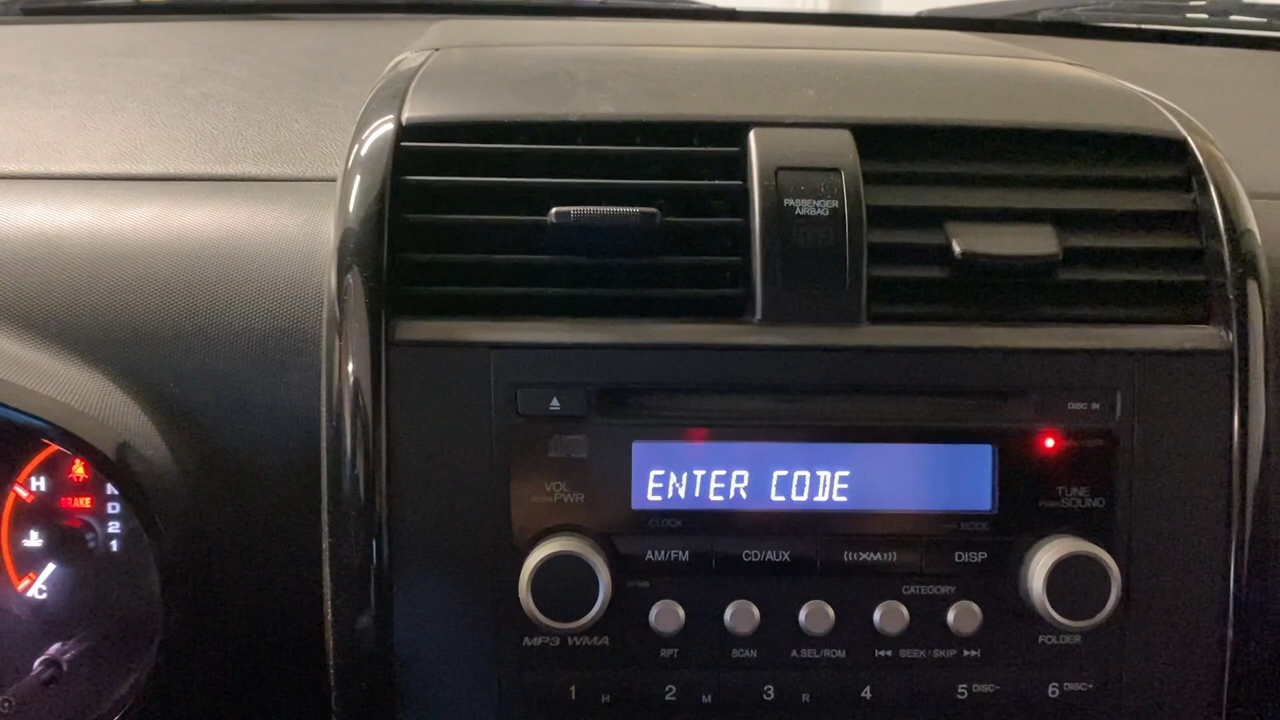 PASSENGER
AIRBAG
DISC IN
ENTER CODE
VOL
PWR
TUNE
SOUND
CLOCK
MODE
AM/FM
CD/AUX
(((XM)))
DISP
CATEGORY
MP3 WMA
FOLDER
RPT
SCAN
A.SEL/RDM
SEEK/SKIP
1 H 2 M 3 R 4 5 DISC- 6 DISC+
H
BRAKE
N
D
2
1
C